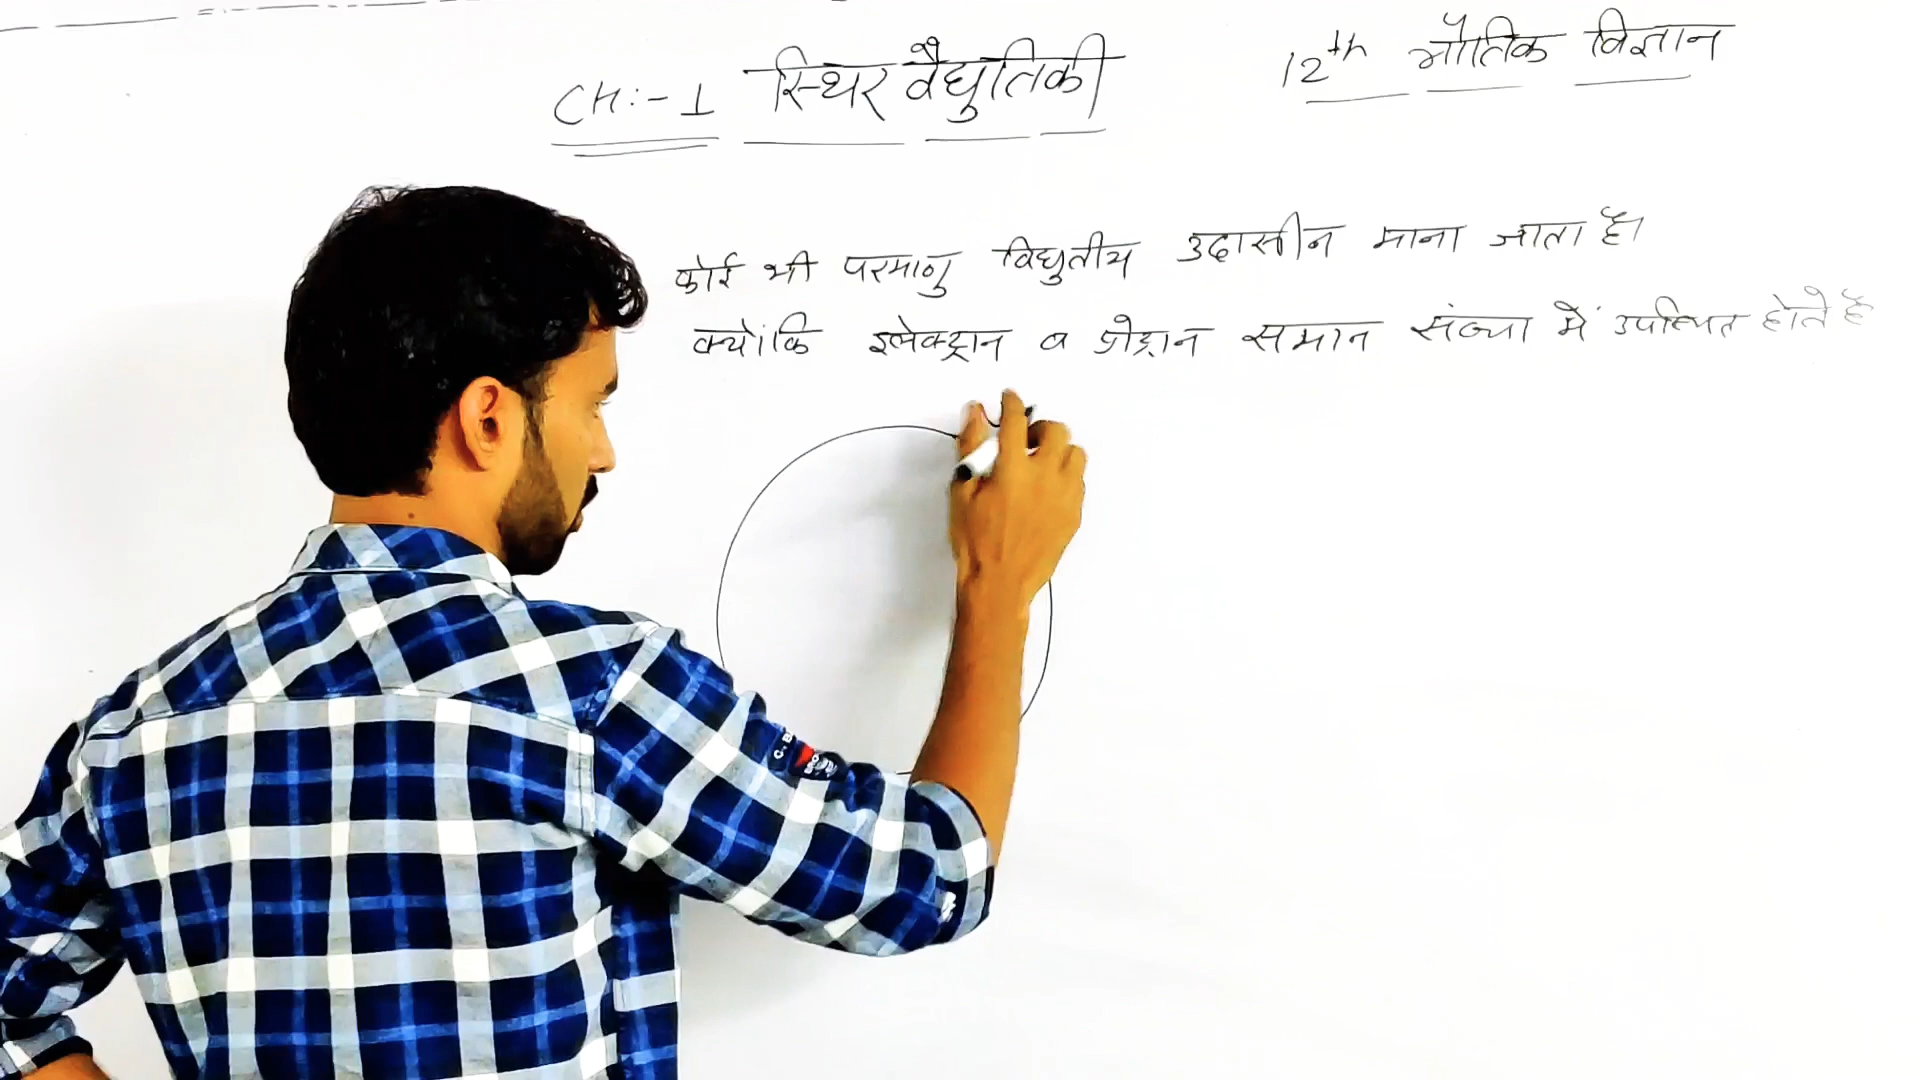 CH:-1 स्थिर वैद्युतिकी
12th भौतिक विज्ञान
कोई भी परमाणु विद्युतीय उदासीन माना जाता है।
क्योंकि इलेक्ट्रान व प्रोट्रान समान संख्या में उपस्थित होते है